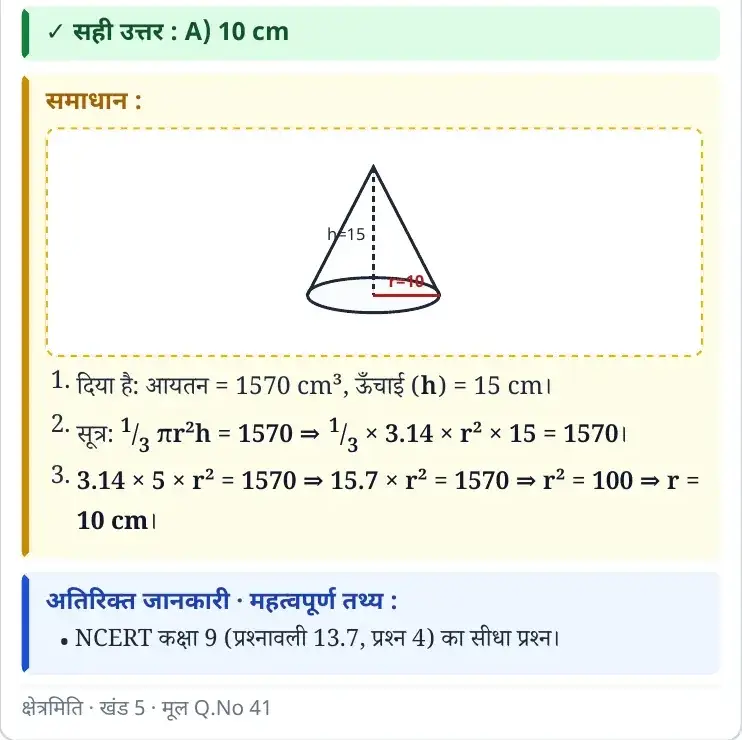 ✓ सही उत्तर : A) 10 cm
समाधान :
h=15
r=10
1. दिया है: आयतन = 1570 cm³, ऊँचाई (h) = 15 cm।
2. सूत्र: ¹/₃ πr²h = 1570 ⇒ ¹/₃ × 3.14 × r² × 15 = 1570।
3. 3.14 × 5 × r² = 1570 ⇒ 15.7 × r² = 1570 ⇒ r² = 100 ⇒ r =
10 cm।
अतिरिक्त जानकारी · महत्वपूर्ण तथ्य :
• NCERT कक्षा 9 (प्रश्नावली 13.7, प्रश्न 4) का सीधा प्रश्न।
क्षेत्रमिति · खंड 5 · मूल Q.No 41